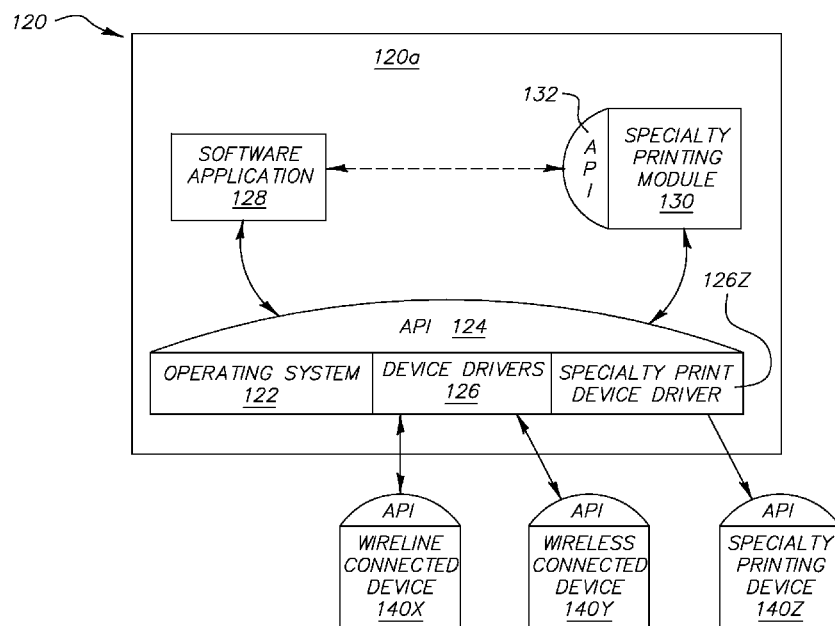 120
120a
132
SOFTWARE
APPLICATION
128
API
SPECIALTY
PRINTING
MODULE
130
126Z
API 124
OPERATING SYSTEM
122
DEVICE DRIVERS
126
SPECIALTY PRINT
DEVICE DRIVER
API
WIRELINE
CONNECTED
DEVICE
140X
API
WIRELESS
CONNECTED
DEVICE
140Y
API
SPECIALTY
PRINTING
DEVICE
140Z